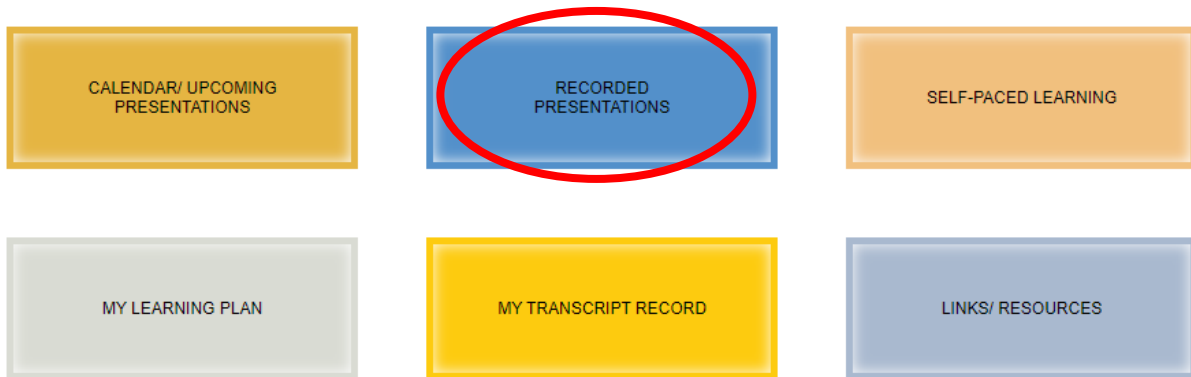 CALENDAR/ UPCOMING
PRESENTATIONS
RECORDED
PRESENTATIONS
SELF-PACED LEARNING
MY LEARNING PLAN
MY TRANSCRIPT RECORD
LINKS/ RESOURCES